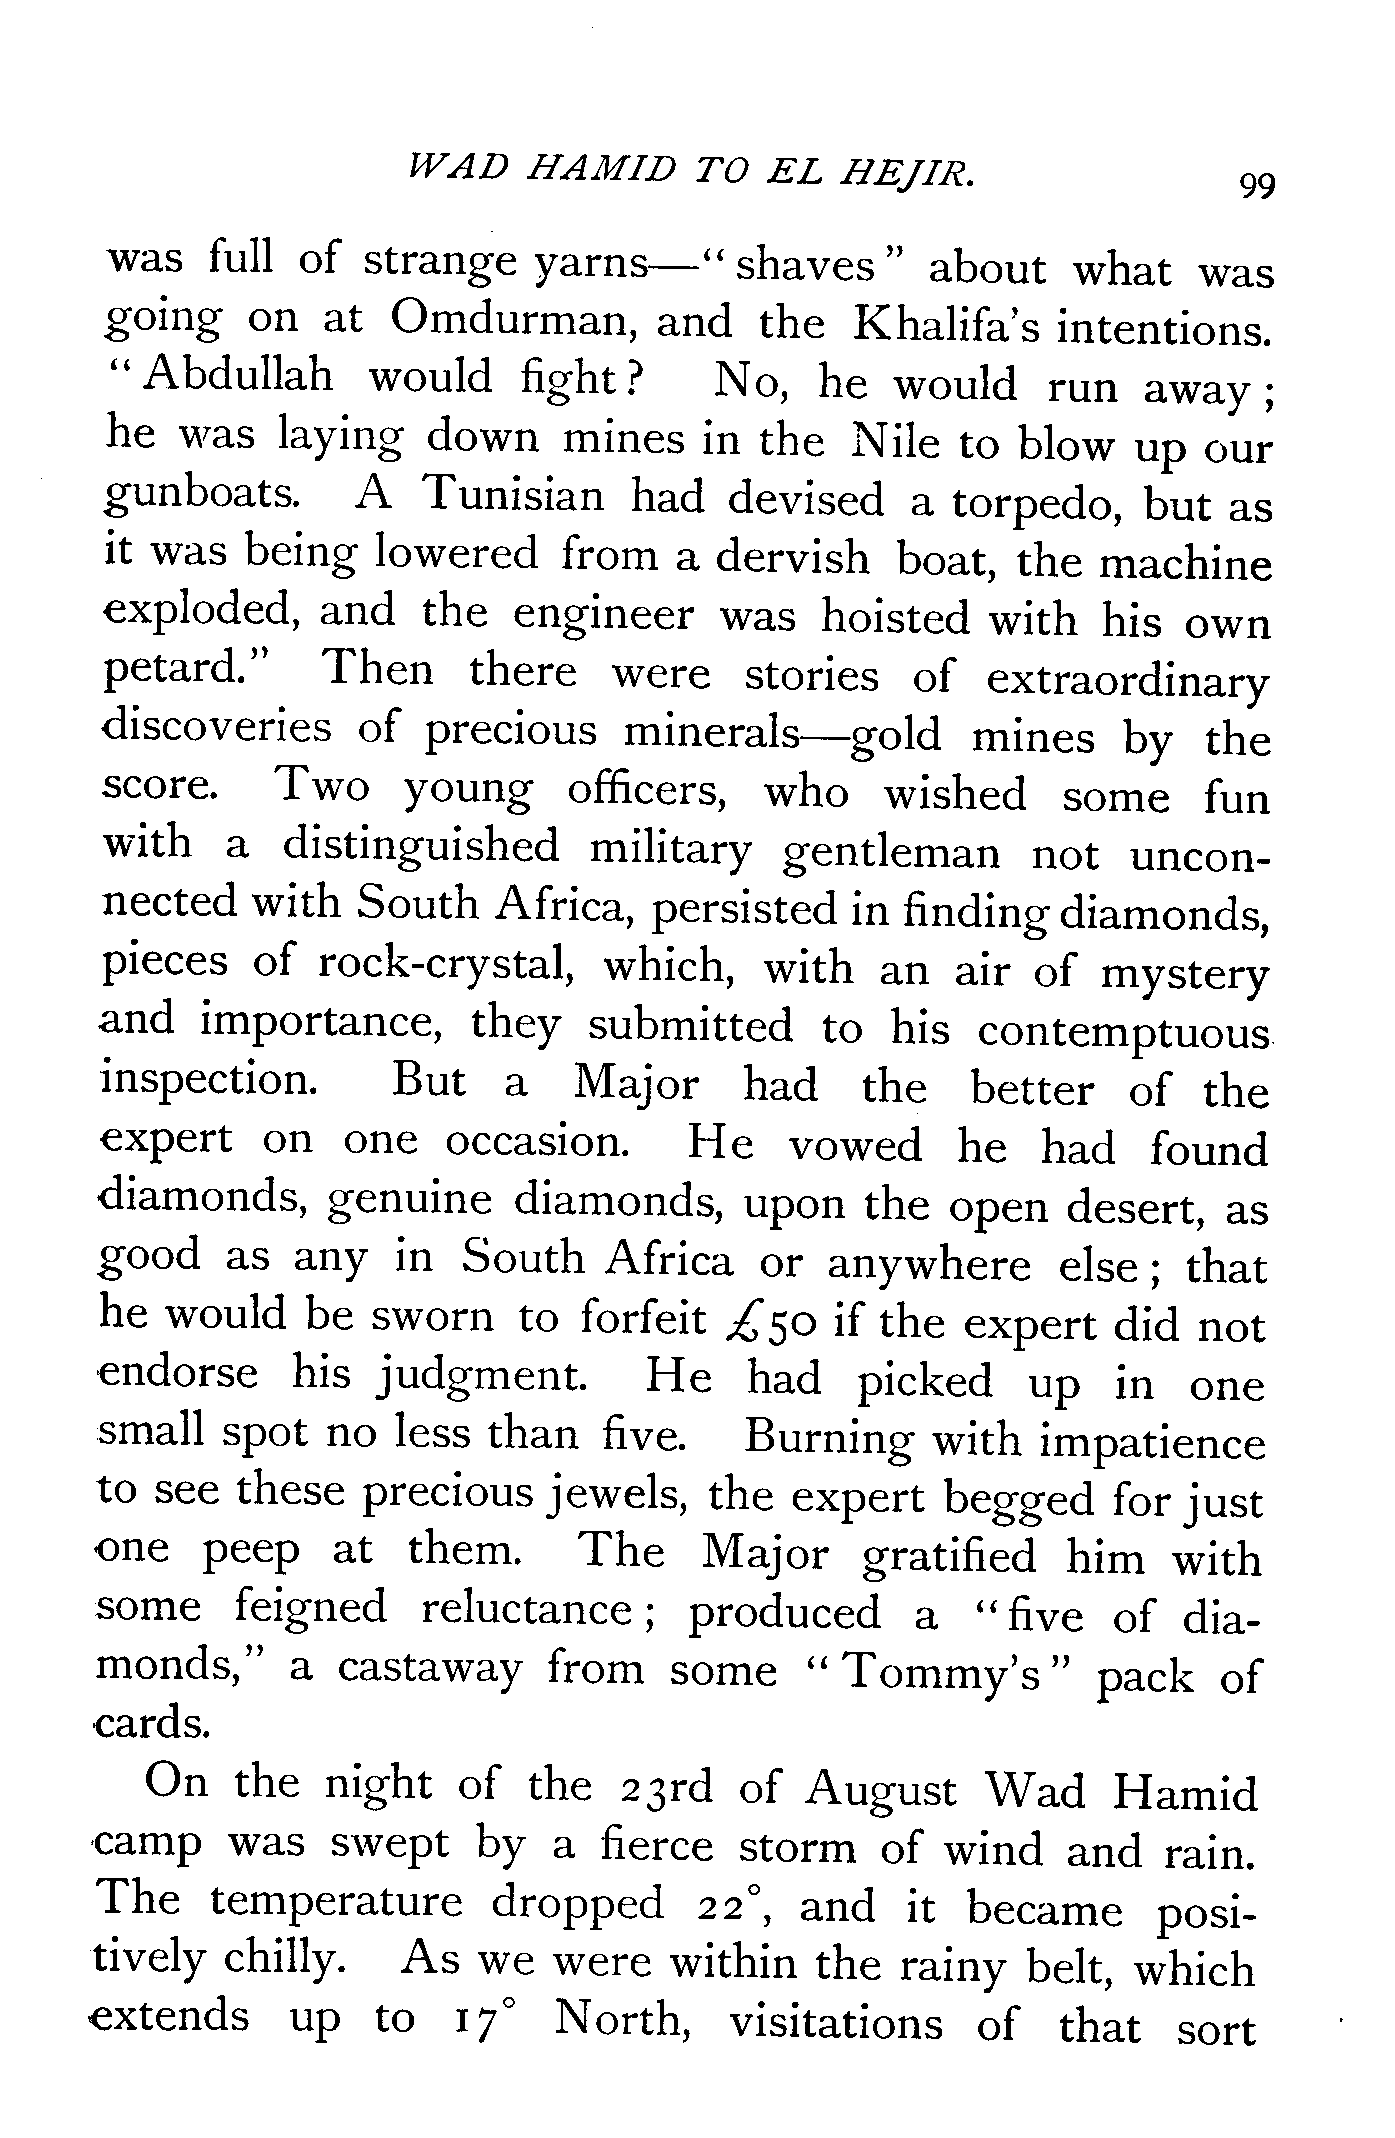 WAD HAMID TO EL HEJIR. 99
was full of strange yarns—“shaves” about what was
going on at Omdurman, and the Khalifa’s intentions.
“Abdullah would fight? No, he would run away;
he was laying down mines in the Nile to blow up our
gunboats. A Tunisian had devised a torpedo, but as
it was being lowered from a dervish boat, the machine
exploded, and the engineer was hoisted with his own
petard.” Then there were stories of extraordinary
discoveries of precious minerals—gold mines by the
score. Two young officers, who wished some fun
with a distinguished military gentleman not uncon-
nected with South Africa, persisted in finding diamonds,
pieces of rock-crystal, which, with an air of mystery
and importance, they submitted to his contemptuous
inspection. But a Major had the better of the
expert on one occasion. He vowed he had found
diamonds, genuine diamonds, upon the open desert, as
good as any in South Africa or anywhere else; that
he would be sworn to forfeit £50 if the expert did not
endorse his judgment. He had picked up in one
small spot no less than five. Burning with impatience
to see these precious jewels, the expert begged for just
one peep at them. The Major gratified him with
some feigned reluctance; produced a “five of dia-
monds,” a castaway from some “Tommy’s” pack of
cards.
On the night of the 23rd of August Wad Hamid
camp was swept by a fierce storm of wind and rain.
The temperature dropped 22°, and it became posi-
tively chilly. As we were within the rainy belt, which
extends up to 17° North, visitations of that sort